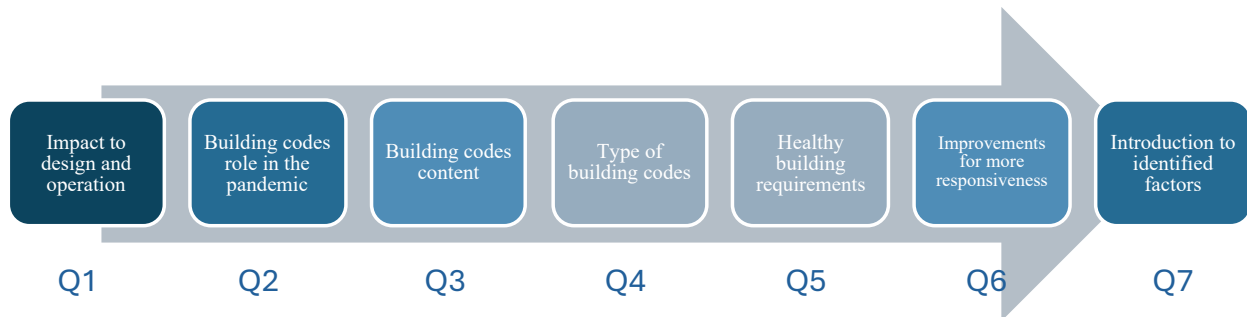 Impact to
design and
operation
Building codes
role in the
pandemic
Building codes
content
Type of
building codes
Healthy
building
requirements
Improvements
for more
responsiveness
Introduction to
identified
factors
Q1
Q2
Q3
Q4
Q5
Q6
Q7